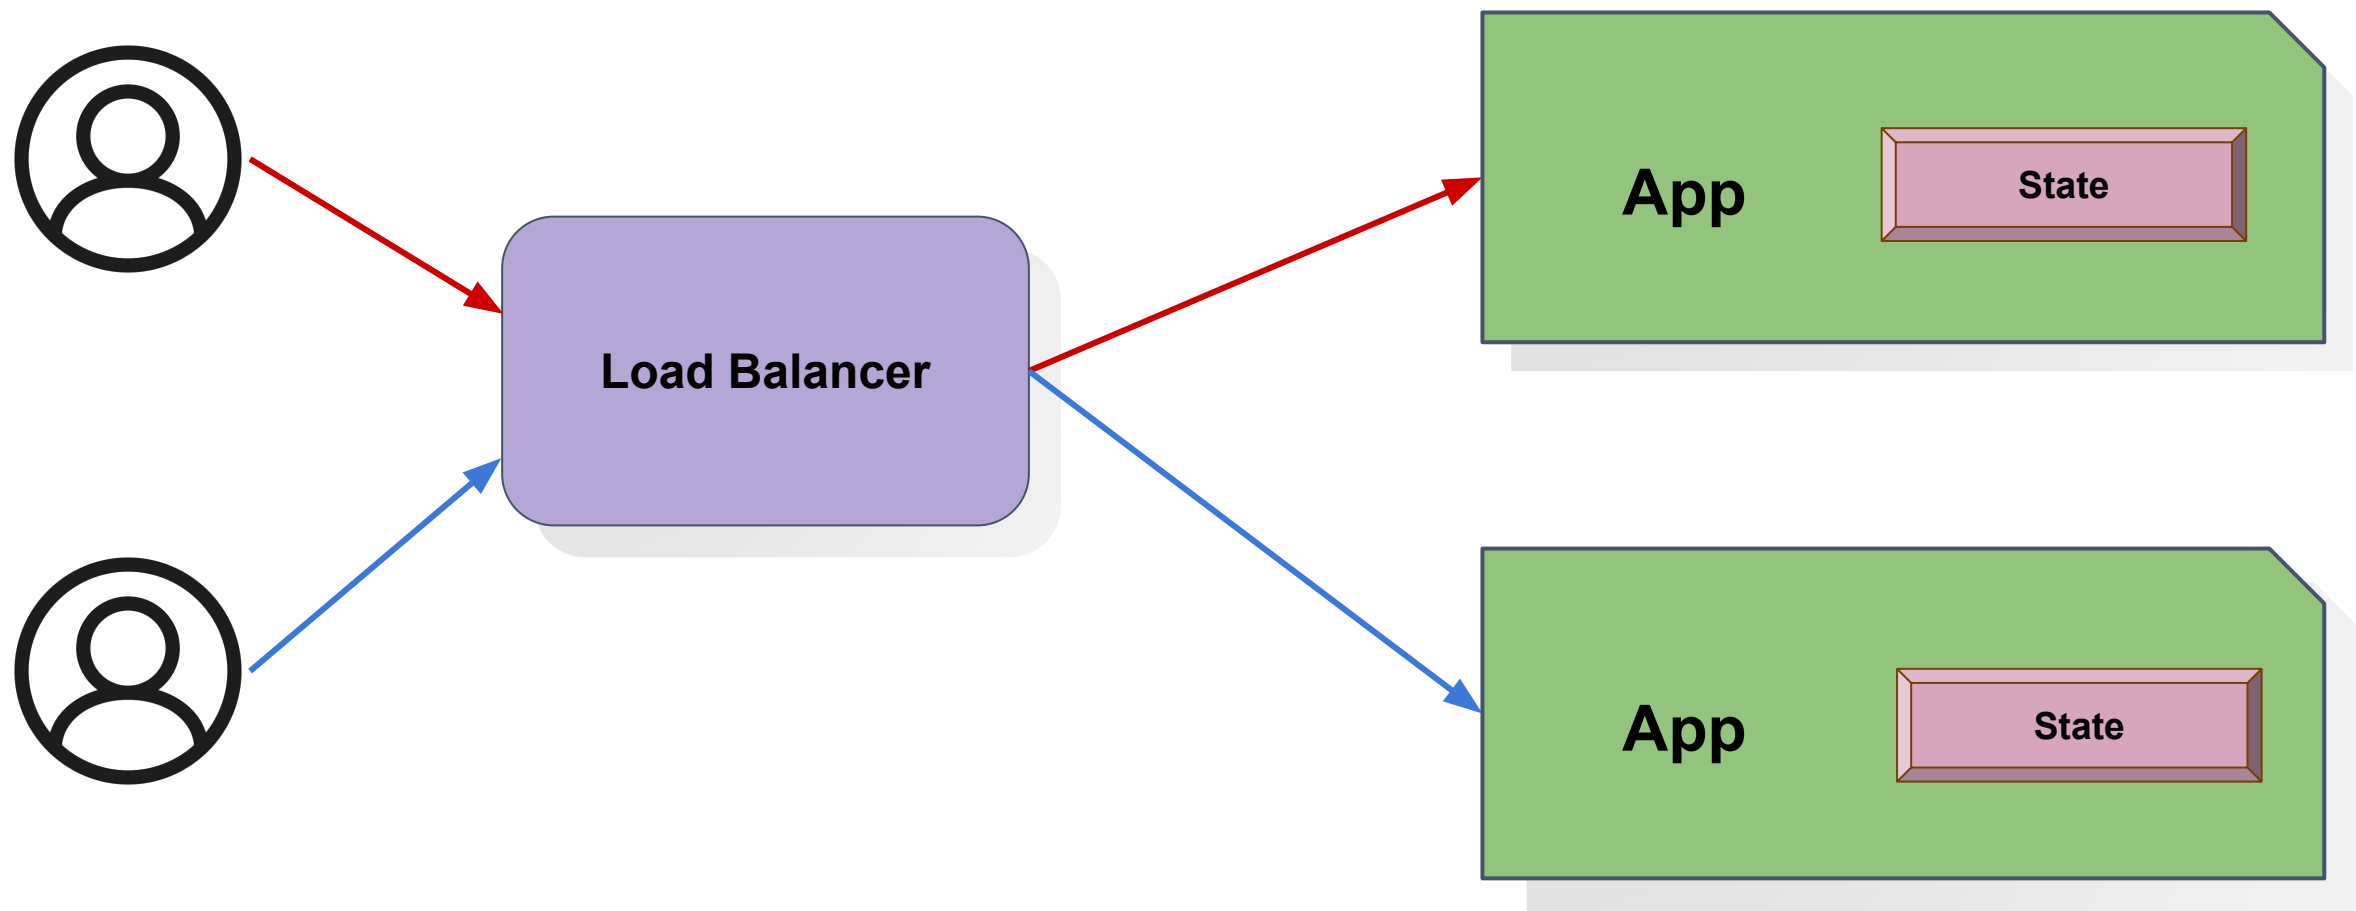 App
State
Load Balancer
App
State